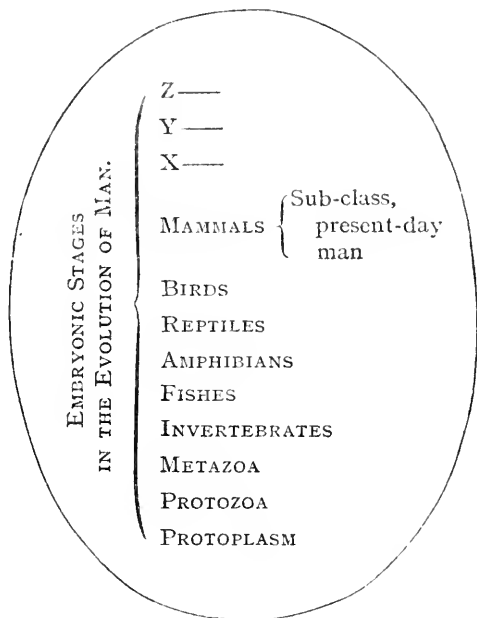 EMBRYONIC STAGES
IN THE EVOLUTION OF MAN.
Z——
Y——
X——
MAMMALS { Sub-class,
present-day
man
BIRDS
REPTILES
AMPHIBIANS
FISHES
INVERTEBRATES
METAZOA
PROTOZOA
PROTOPLASM